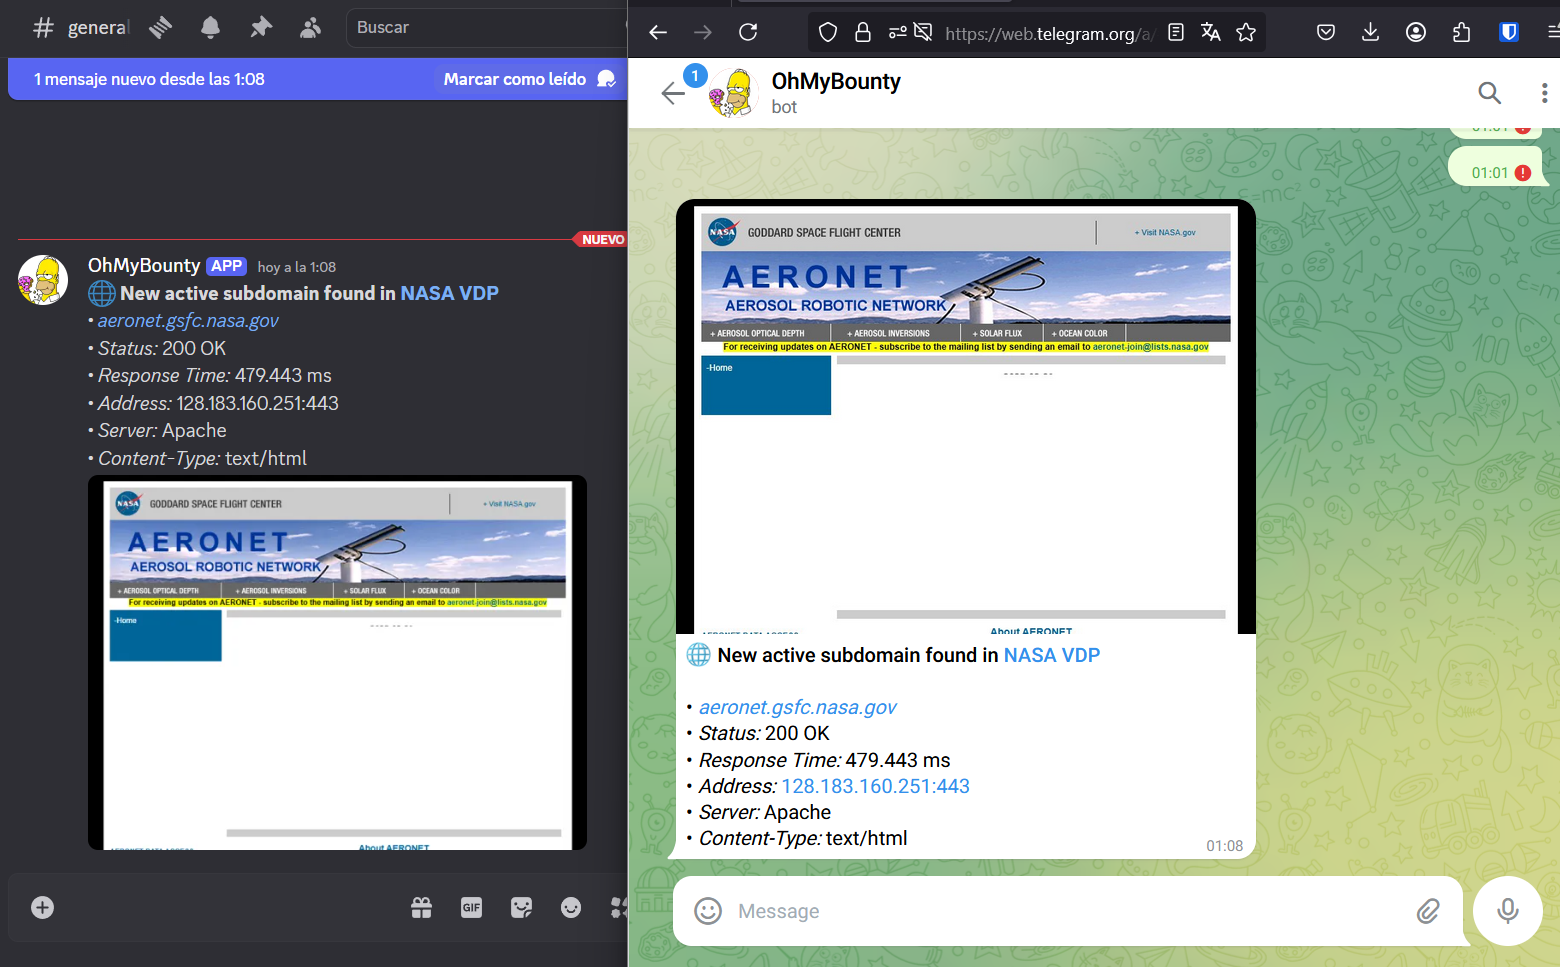 general
Buscar
1 mensaje nuevo desde las 1:08
Marcar como leído
NUEVO
OhMyBounty APP hoy a la 1:08
New active subdomain found in NASA VDP
• aeronet.gsfc.nasa.gov
• Status: 200 OK
• Response Time: 479.443 ms
• Address: 128.183.160.251:443
• Server: Apache
• Content-Type: text/html
NASA
GODDARD SPACE FLIGHT CENTER
+ Visit NASA.gov
AERONET
AEROSOL ROBOTIC NETWORK
+ AEROSOL OPTICAL DEPTH
+ AEROSOL INVERSIONS
+ SOLAR FLUX
+ OCEAN COLOR
For receiving updates on AERONET - subscribe to the mailing list by sending an email to aeronet-join@lists.nasa.gov
-Home
About AERONET
GIF
https://web.telegram.org/a/
1
OhMyBounty
bot
01:01
01:01
NASA
GODDARD SPACE FLIGHT CENTER
+ Visit NASA.gov
AERONET
AEROSOL ROBOTIC NETWORK
+ AEROSOL OPTICAL DEPTH
+ AEROSOL INVERSIONS
+ SOLAR FLUX
+ OCEAN COLOR
For receiving updates on AERONET - subscribe to the mailing list by sending an email to aeronet-join@lists.nasa.gov
-Home
About AERONET
New active subdomain found in NASA VDP
• aeronet.gsfc.nasa.gov
• Status: 200 OK
• Response Time: 479.443 ms
• Address: 128.183.160.251:443
• Server: Apache
• Content-Type: text/html
01:08
Message